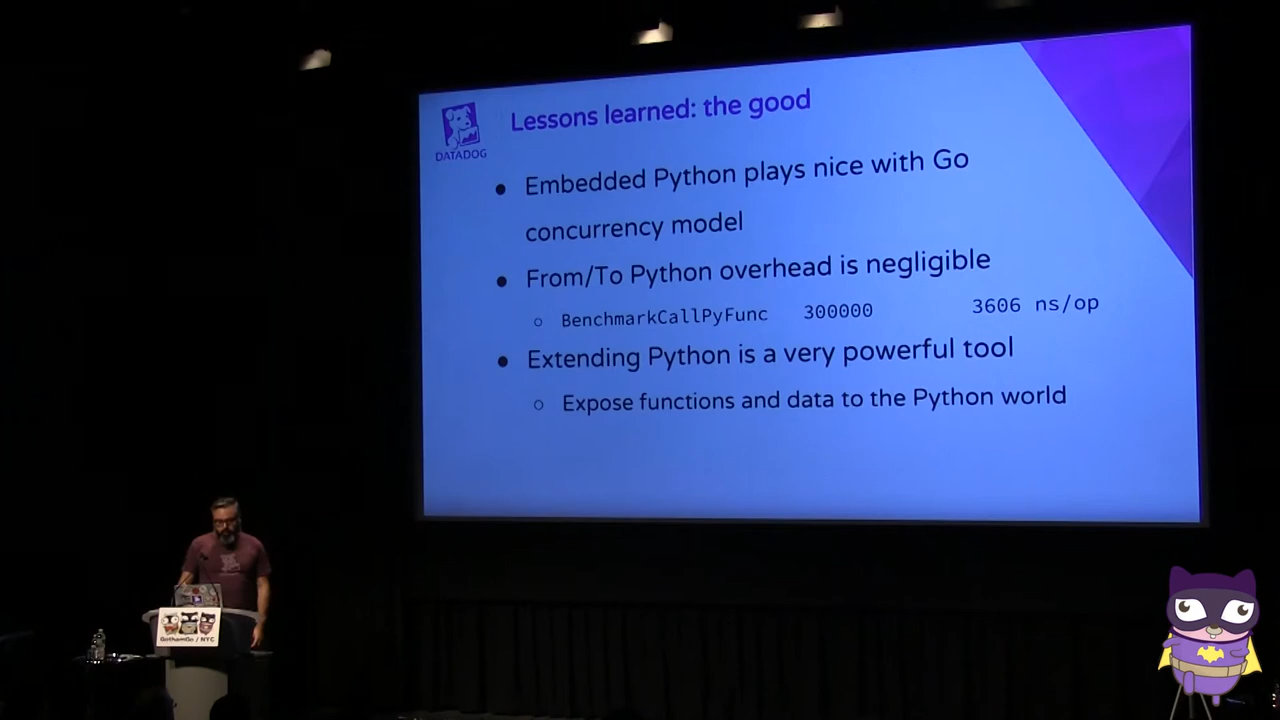 DATADOG
Lessons learned: the good
● Embedded Python plays nice with Go
concurrency model
● From/To Python overhead is negligible
○ BenchmarkCallPyFunc 300000 3606 ns/op
● Extending Python is a very powerful tool
○ Expose functions and data to the Python world
GothamGo / NYC